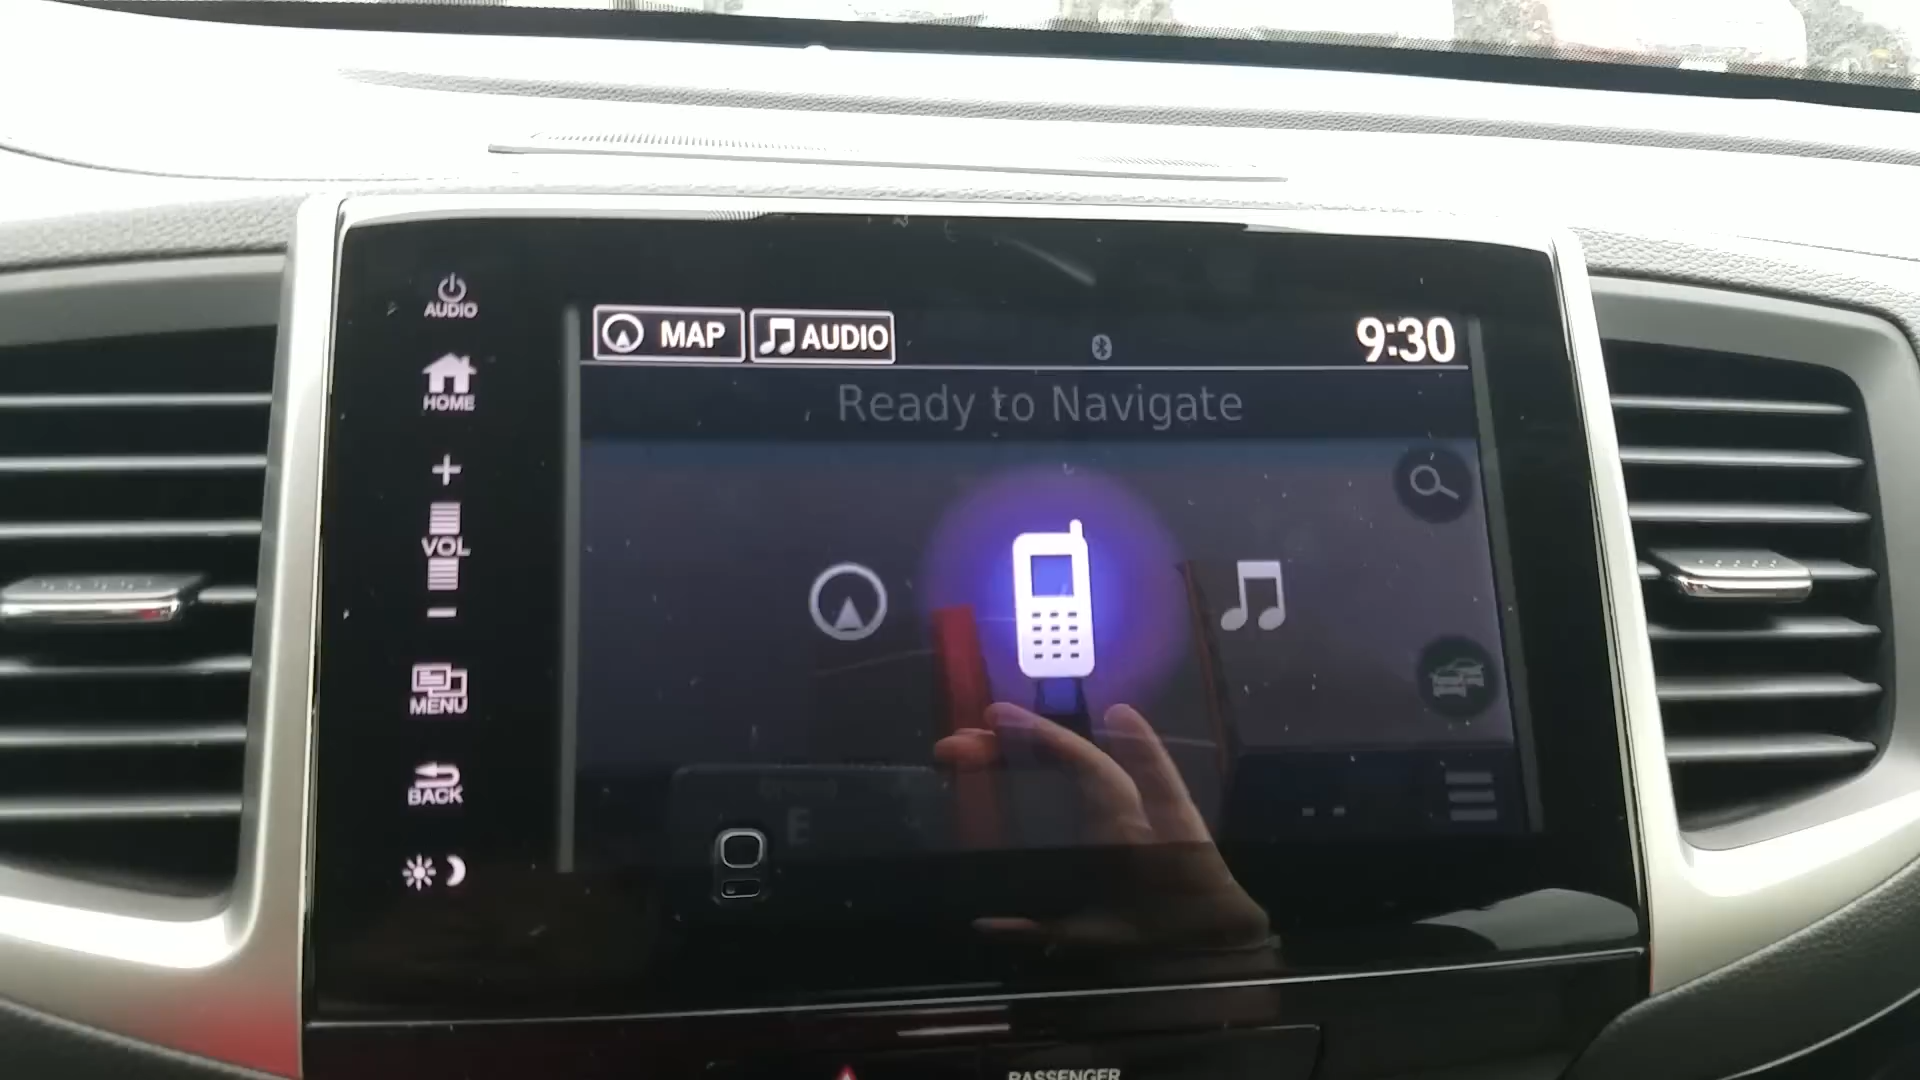 AUDIO
MAP
AUDIO
9:30
HOME
Ready to Navigate
+
VOL
-
MENU
BACK
E
PASSENGER